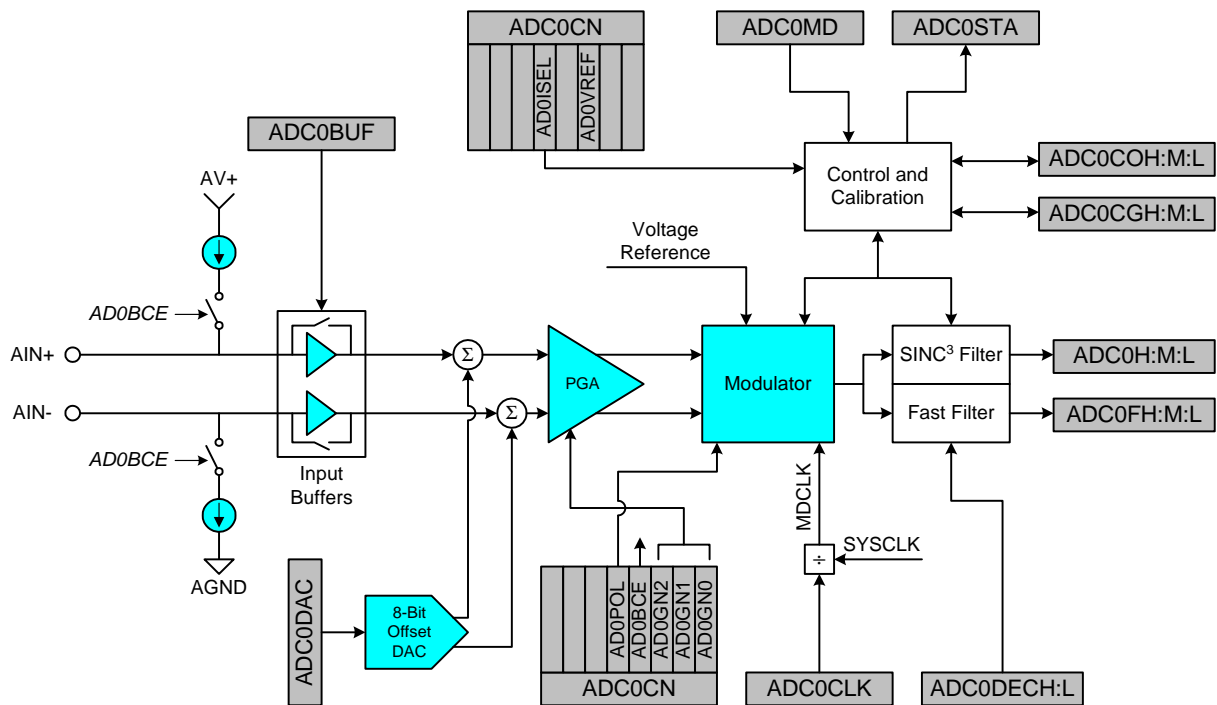 ADC0CN
AD0ISEL
AD0VREF
ADC0MD
ADC0STA
ADC0BUF
Control and
Calibration
ADC0COH:M:L
ADC0CGH:M:L
AV+
Voltage
Reference
AD0BCE
AIN+
Σ
PGA
Modulator
SINC³ Filter
ADC0H:M:L
AIN-
Σ
Fast Filter
ADC0FH:M:L
AD0BCE
Input
Buffers
MDCLK
SYSCLK
÷
AGND
ADC0DAC
8-Bit
Offset
DAC
AD0POL
AD0BCE
AD0GN2
AD0GN1
AD0GN0
ADC0CN
ADC0CLK
ADC0DECH:L